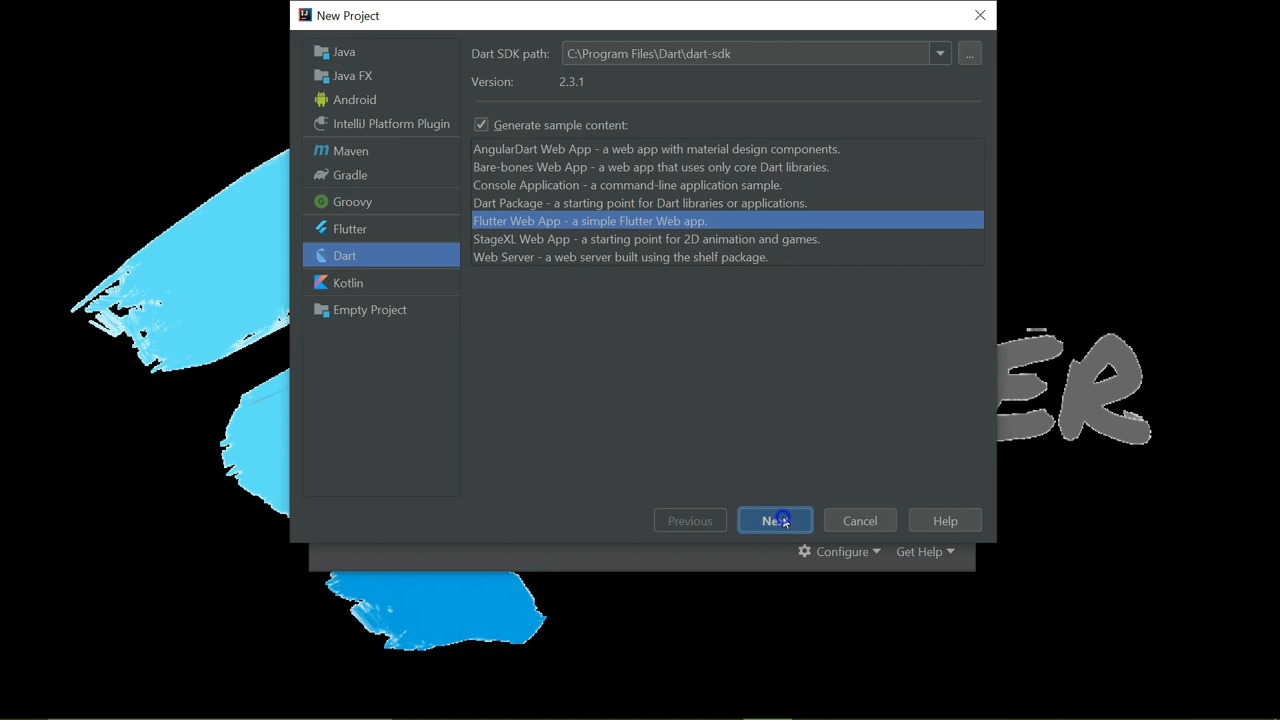 New Project
Java
Java FX
Android
IntelliJ Platform Plugin
Maven
Gradle
Groovy
Flutter
Dart
Kotlin
Empty Project
Dart SDK path: C:\Program Files\Dart\dart-sdk ...
Version: 2.3.1
Generate sample content:
AngularDart Web App - a web app with material design components.
Bare-bones Web App - a web app that uses only core Dart libraries.
Console Application - a command-line application sample.
Dart Package - a starting point for Dart libraries or applications.
Flutter Web App - a simple Flutter Web app.
StageXL Web App - a starting point for 2D animation and games.
Web Server - a web server built using the shelf package.
Previous Next Cancel Help
Configure Get Help
ER